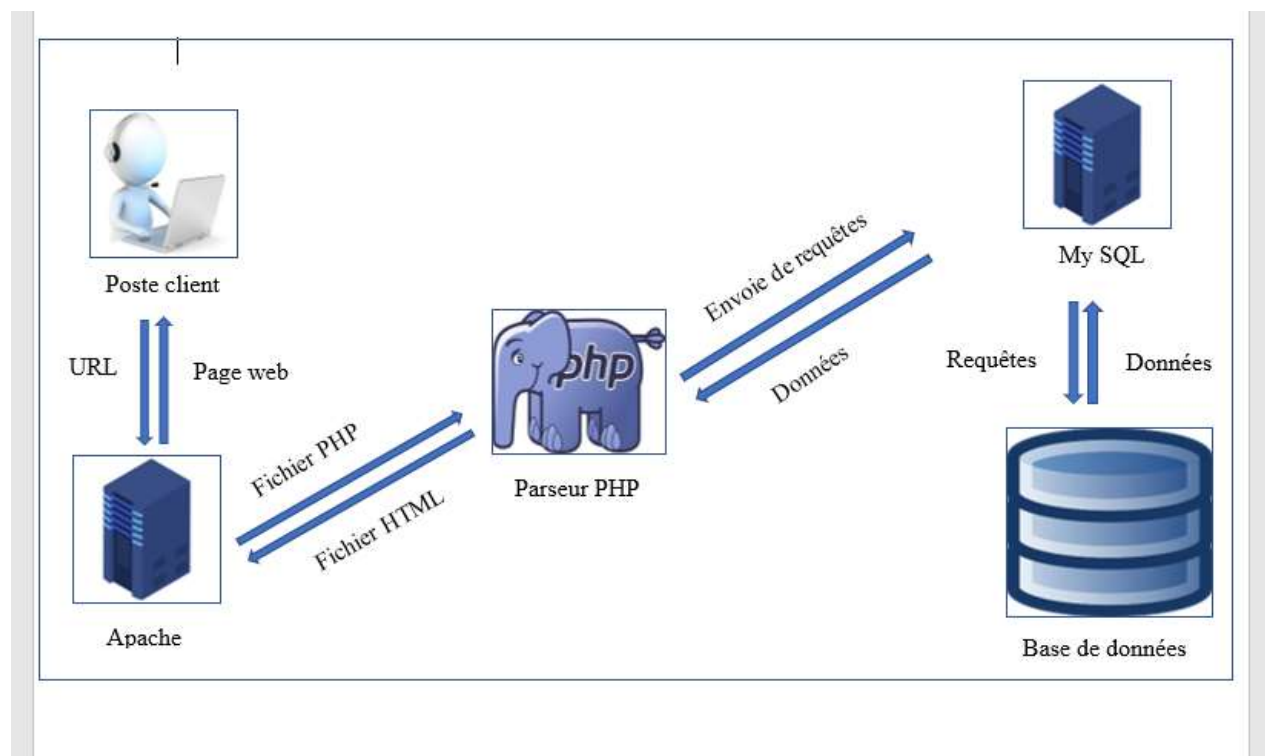 Poste client
URL
Page web
Apache
Fichier PHP
Fichier HTML
php
Parseur PHP
Envoie de requêtes
Données
My SQL
Requêtes
Données
Base de données